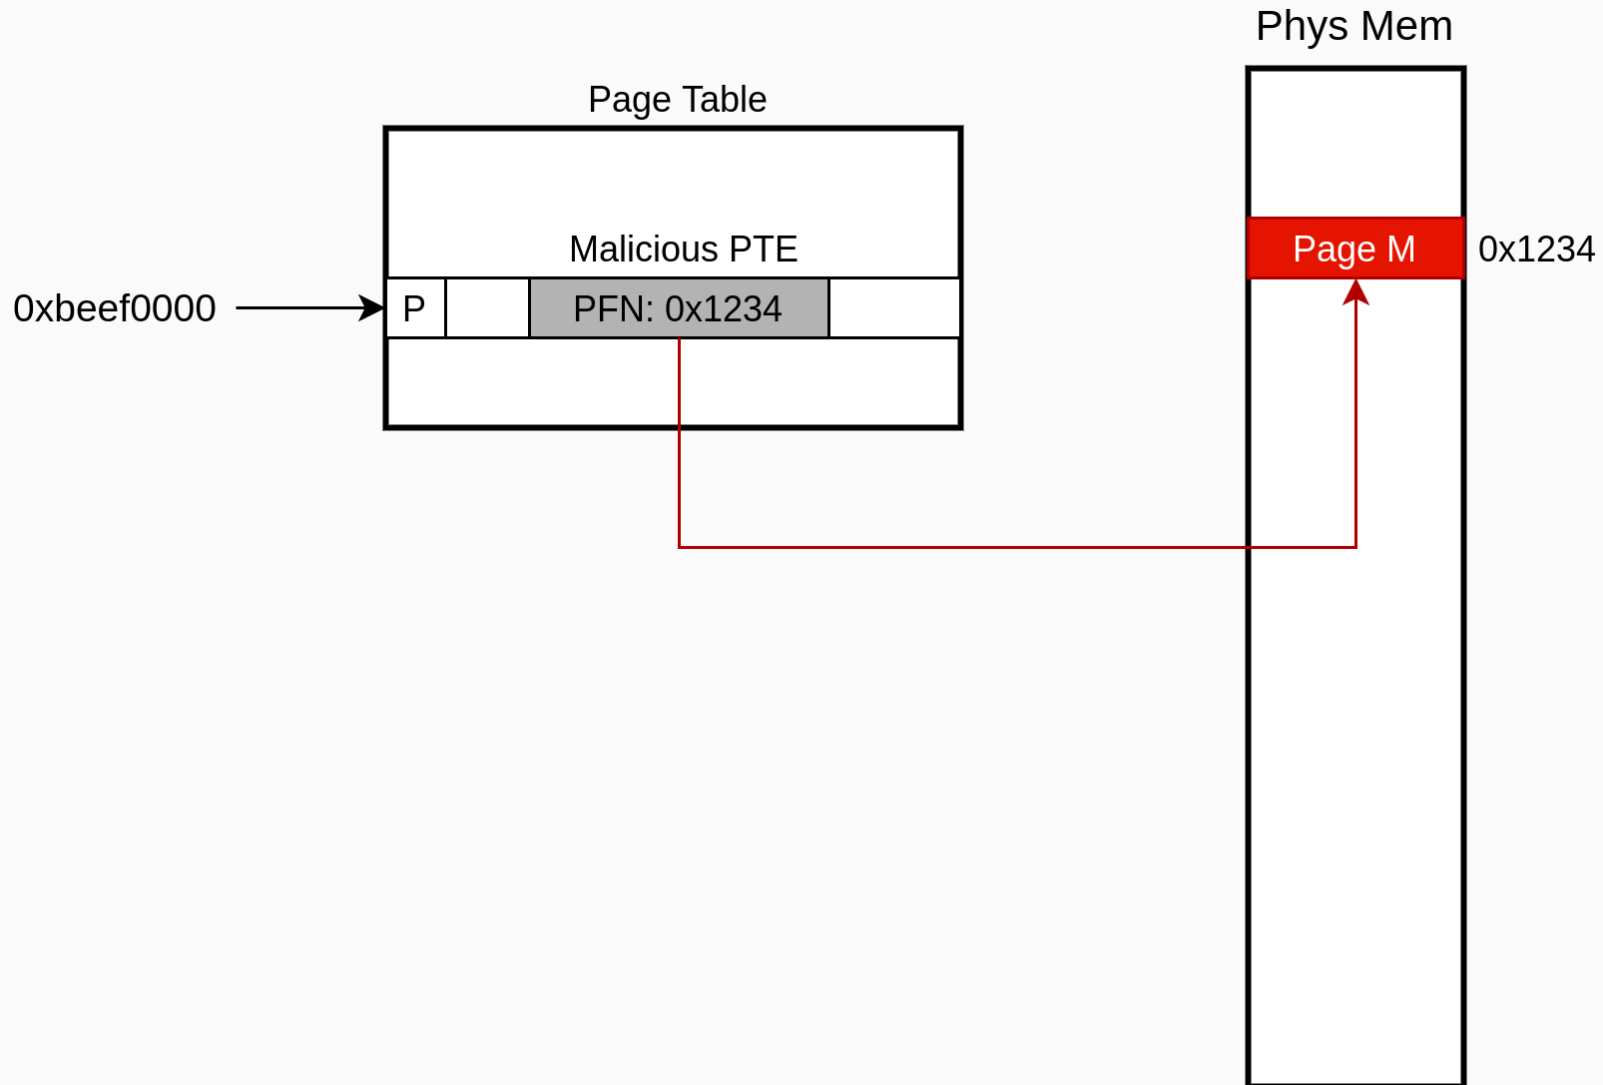 Phys Mem
Page Table
Malicious PTE
Page M
0x1234
0xbeef0000
P
PFN: 0x1234